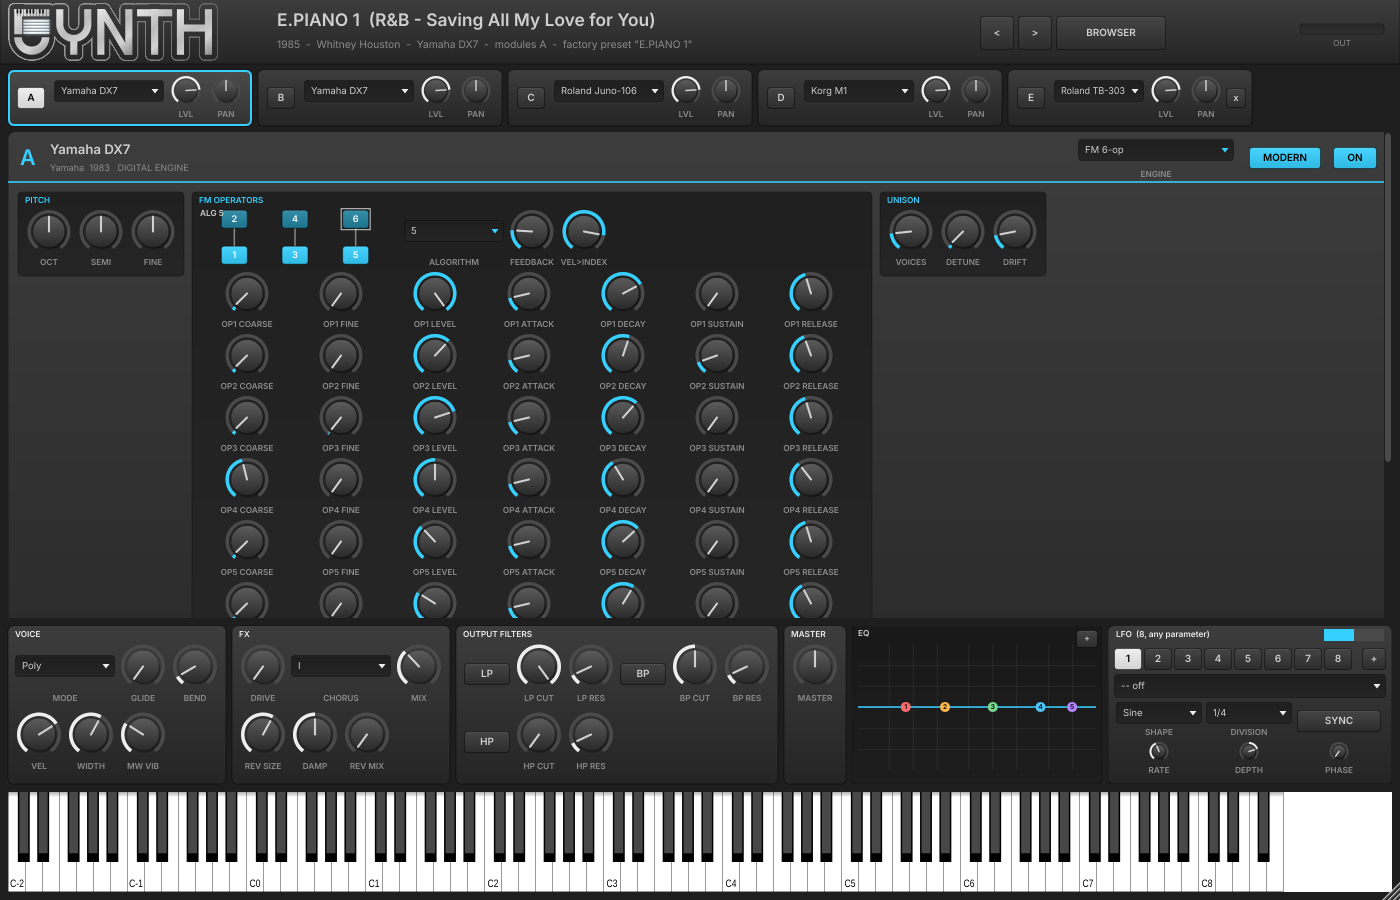 SYNTH
E.PIANO 1 (R&B - Saving All My Love for You)
1985 - Whitney Houston - Yamaha DX7 - modules A - factory preset "E.PIANO 1"
< > BROWSER
OUT
A Yamaha DX7 LVL PAN
B Yamaha DX7 LVL PAN
C Roland Juno-106 LVL PAN
D Korg M1 LVL PAN
E Roland TB-303 LVL PAN x
A Yamaha DX7
Yamaha 1983 DIGITAL ENGINE
FM 6-op
ENGINE
MODERN ON
PITCH
OCT SEMI FINE
FM OPERATORS
ALG 5
2 4 6
1 3 5
5
ALGORITHM FEEDBACK VEL>INDEX
OP1 COARSE OP1 FINE OP1 LEVEL OP1 ATTACK OP1 DECAY OP1 SUSTAIN OP1 RELEASE
OP2 COARSE OP2 FINE OP2 LEVEL OP2 ATTACK OP2 DECAY OP2 SUSTAIN OP2 RELEASE
OP3 COARSE OP3 FINE OP3 LEVEL OP3 ATTACK OP3 DECAY OP3 SUSTAIN OP3 RELEASE
OP4 COARSE OP4 FINE OP4 LEVEL OP4 ATTACK OP4 DECAY OP4 SUSTAIN OP4 RELEASE
OP5 COARSE OP5 FINE OP5 LEVEL OP5 ATTACK OP5 DECAY OP5 SUSTAIN OP5 RELEASE
UNISON
VOICES DETUNE DRIFT
VOICE
Poly
MODE GLIDE BEND
VEL WIDTH MW VIB
FX
I
DRIVE CHORUS MIX
REV SIZE DAMP REV MIX
OUTPUT FILTERS
LP BP
LP CUT LP RES BP CUT BP RES
HP
HP CUT HP RES
MASTER
MASTER
EQ +
1 2 3 4 5
LFO (8, any parameter)
1 2 3 4 5 6 7 8 +
-- off
Sine 1/4 SYNC
SHAPE DIVISION
RATE DEPTH PHASE
C-2 C-1 C0 C1 C2 C3 C4 C5 C6 C7 C8